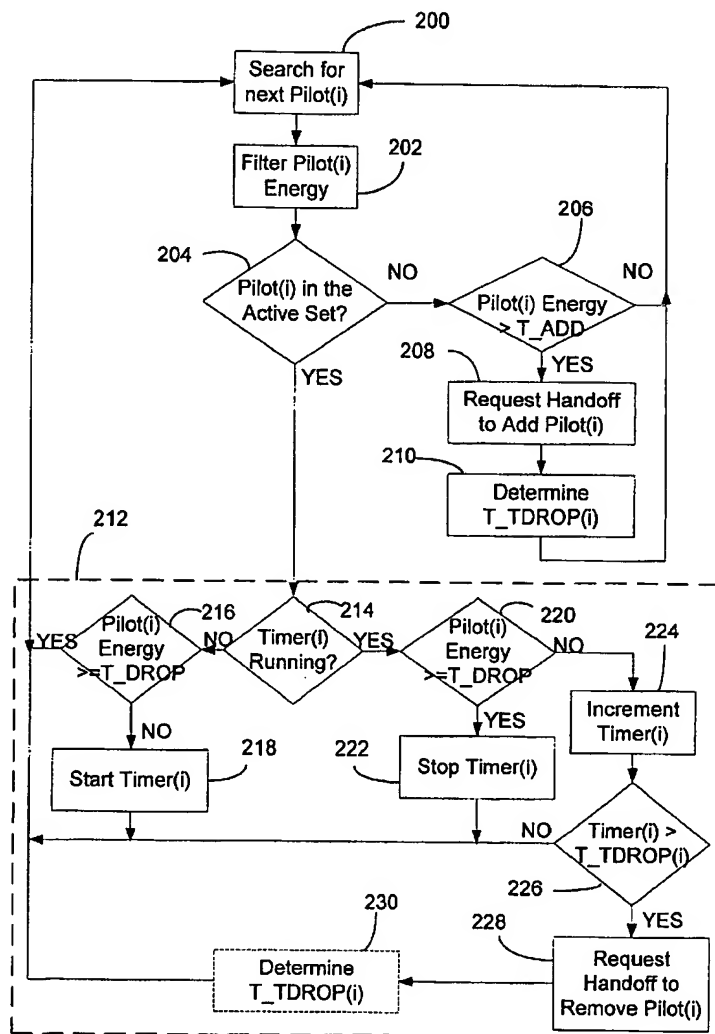 200
Search for
next Pilot(i)
202
Filter Pilot(i)
Energy
204
Pilot(i) in the
Active Set?
NO
YES
206
Pilot(i) Energy
> T_ADD
NO
YES
208
Request Handoff
to Add Pilot(i)
210
Determine
T_TDROP(i)
212
214
Timer(i)
Running?
NO
YES
216
Pilot(i)
Energy
>=T_DROP
YES
NO
218
Start Timer(i)
220
Pilot(i)
Energy
>=T_DROP
NO
YES
222
Stop Timer(i)
224
Increment
Timer(i)
226
Timer(i) >
T_TDROP(i)
NO
YES
228
Request
Handoff to
Remove Pilot(i)
230
Determine
T_TDROP(i)